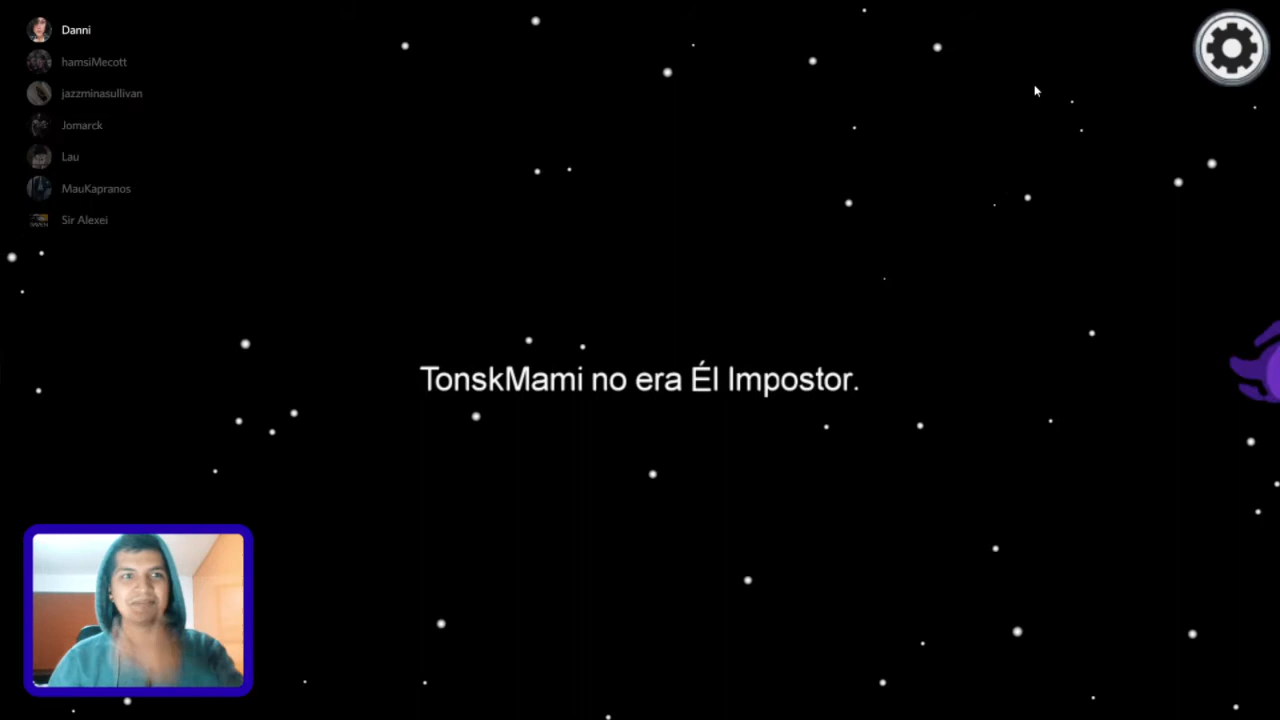 Danni
hamsiMecott
jazzminasullivan
Jomarck
Lau
MauKapranos
Sir Alexei
TonskMami no era Él Impostor.